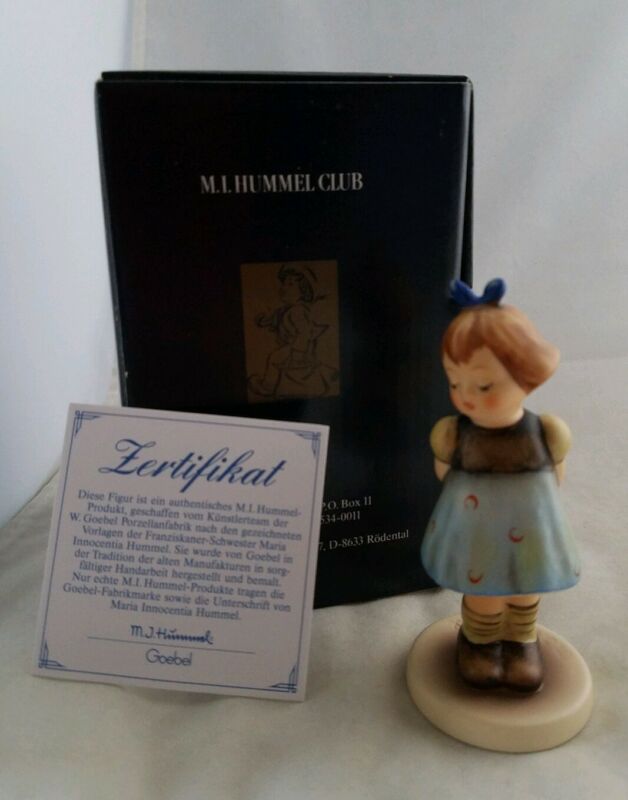 M.I. HUMMEL CLUB
P.O. Box 11
534-0011
7, D-8633 Rödental
Zertifikat
Diese Figur ist ein authentisches M.I. Hummel-
Produkt, geschaffen vom Künstlerteam der
W. Goebel Porzellanfabrik nach den gezeichneten
Vorlagen der Franziskaner-Schwester Maria
Innocentia Hummel. Sie wurde von Goebel in
der Tradition der alten Manufakturen in sorg-
fältiger Handarbeit hergestellt und bemalt.
Nur echte M.I. Hummel-Produkte tragen die
Goebel-Fabrikmarke sowie die Unterschrift von
Maria Innocentia Hummel.
M.J. Hummel
Goebel